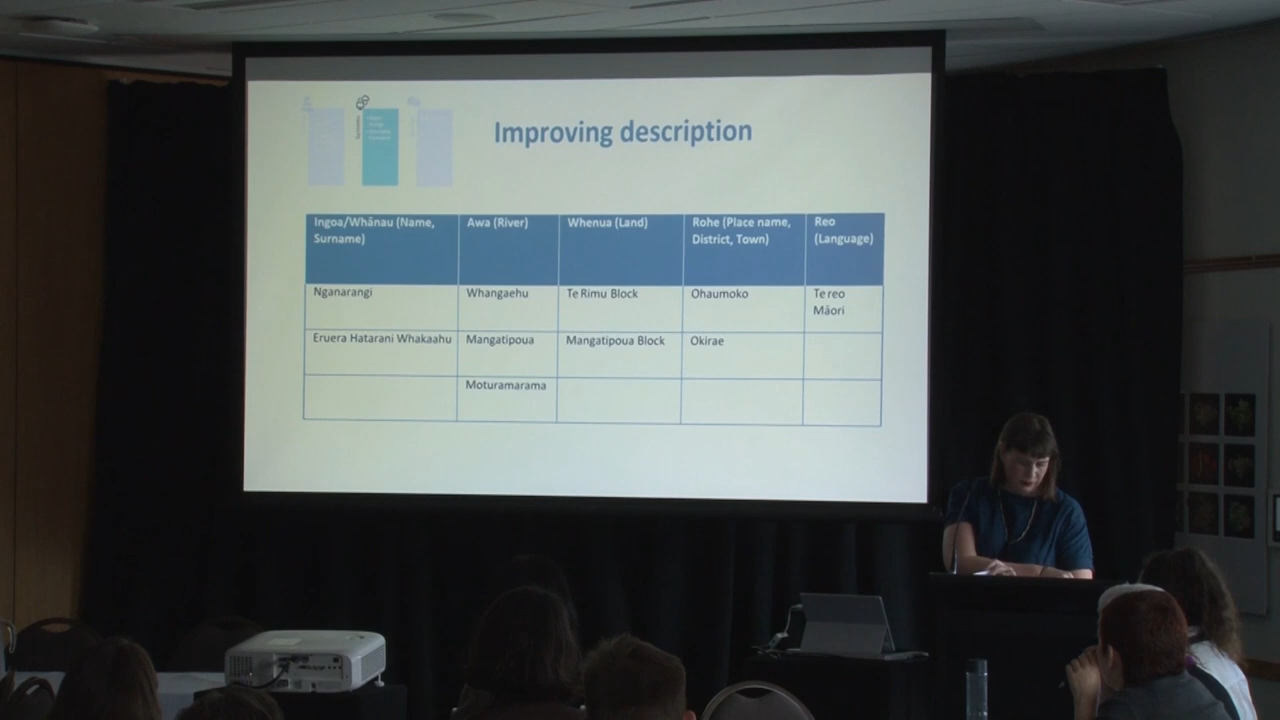 Improving description
Ingoa/Whānau (Name,
Surname)
Awa (River)
Whenua (Land)
Rohe (Place name,
District, Town)
Reo
(Language)
Nganarangi
Whangaehu
Te Rimu Block
Ohaumoko
Te reo
Māori
Eruera Hatarani Whakaahu
Mangatipoua
Mangatipoua Block
Okirae
Moturamarama